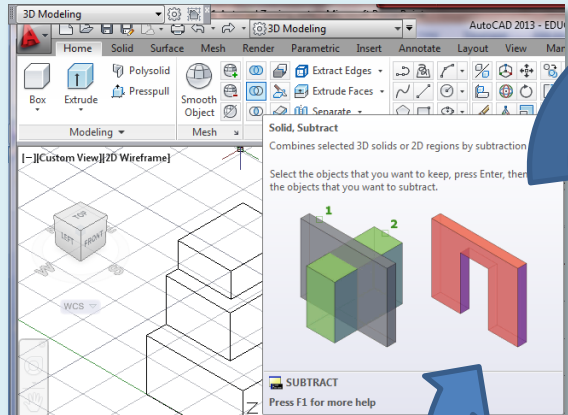 3D Modeling
3D Modeling
AutoCAD 2013 - EDUC
Home Solid Surface Mesh Render Parametric Insert Annotate Layout View Man
Polysolid
Presspull
Box
Extrude
Smooth
Object
Extract Edges
Extrude Faces
Separate
Modeling
Mesh
[–][Custom View][2D Wireframe]
TOP
LEFT
FRONT
W
S
WCS
Z
Solid, Subtract
Combines selected 3D solids or 2D regions by subtraction
Select the objects that you want to keep, press Enter, then
the objects that you want to subtract.
1
2
SUBTRACT
Press F1 for more help